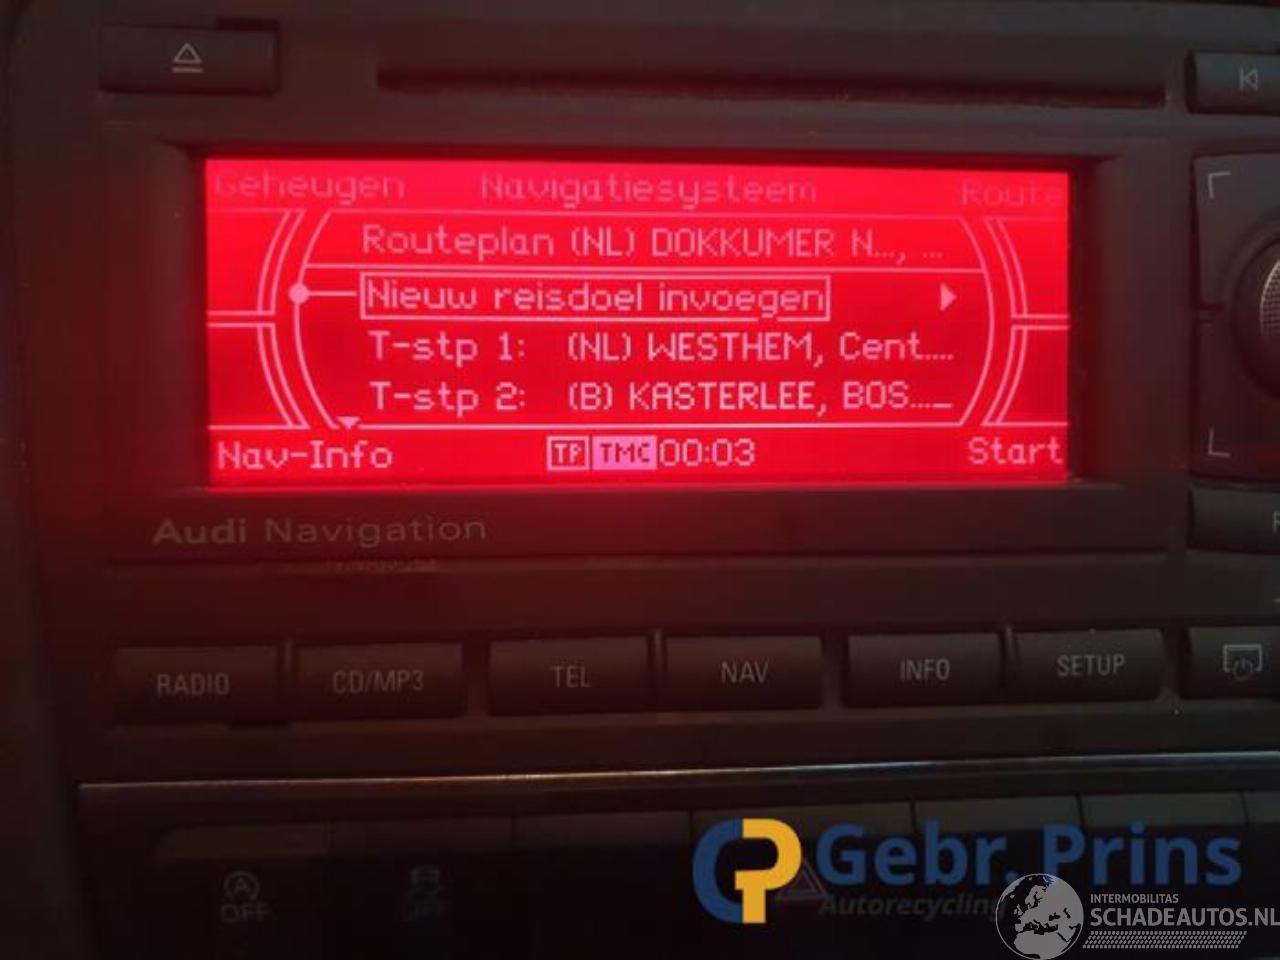 Geheugen Navigatiesysteem Route
Routeplan (NL) DOKKUMER N..., ...
Nieuw reisdoel invoegen
T-stp 1: (NL) WESTHEM, Cent....
T-stp 2: (B) KASTERLEE, BOS...._
Nav-Info TP TMC 00:03 Start
Audi Navigation
RADIO CD/MP3 TEL NAV INFO SETUP
A OFF
OFF
Gebr. Prins
Autorecycling
INTERMOBILITAS
SCHADEAUTOS.NL